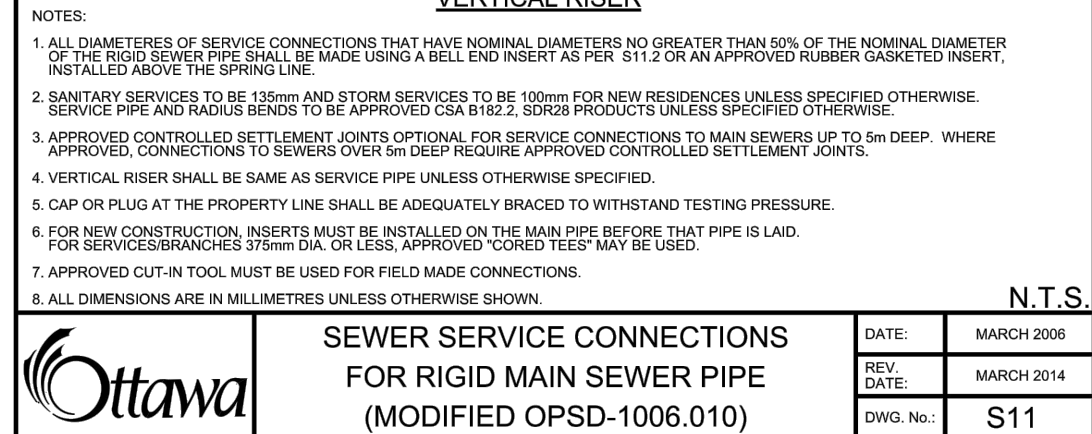 VERTICAL RISER
NOTES:
1. ALL DIAMETERES OF SERVICE CONNECTIONS THAT HAVE NOMINAL DIAMETERS NO GREATER THAN 50% OF THE NOMINAL DIAMETER
OF THE RIGID SEWER PIPE SHALL BE MADE USING A BELL END INSERT AS PER S11.2 OR AN APPROVED RUBBER GASKETED INSERT,
INSTALLED ABOVE THE SPRING LINE.
2. SANITARY SERVICES TO BE 135mm AND STORM SERVICES TO BE 100mm FOR NEW RESIDENCES UNLESS SPECIFIED OTHERWISE.
SERVICE PIPE AND RADIUS BENDS TO BE APPROVED CSA B182.2, SDR28 PRODUCTS UNLESS SPECIFIED OTHERWISE.
3. APPROVED CONTROLLED SETTLEMENT JOINTS OPTIONAL FOR SERVICE CONNECTIONS TO MAIN SEWERS UP TO 5m DEEP. WHERE
APPROVED, CONNECTIONS TO SEWERS OVER 5m DEEP REQUIRE APPROVED CONTROLLED SETTLEMENT JOINTS.
4. VERTICAL RISER SHALL BE SAME AS SERVICE PIPE UNLESS OTHERWISE SPECIFIED.
5. CAP OR PLUG AT THE PROPERTY LINE SHALL BE ADEQUATELY BRACED TO WITHSTAND TESTING PRESSURE.
6. FOR NEW CONSTRUCTION, INSERTS MUST BE INSTALLED ON THE MAIN PIPE BEFORE THAT PIPE IS LAID.
FOR SERVICES/BRANCHES 375mm DIA. OR LESS, APPROVED "CORED TEES" MAY BE USED.
7. APPROVED CUT-IN TOOL MUST BE USED FOR FIELD MADE CONNECTIONS.
8. ALL DIMENSIONS ARE IN MILLIMETRES UNLESS OTHERWISE SHOWN.
N.T.S.
Ottawa
SEWER SERVICE CONNECTIONS
FOR RIGID MAIN SEWER PIPE
(MODIFIED OPSD-1006.010)
DATE: MARCH 2006
REV.
DATE: MARCH 2014
DWG. No.: S11